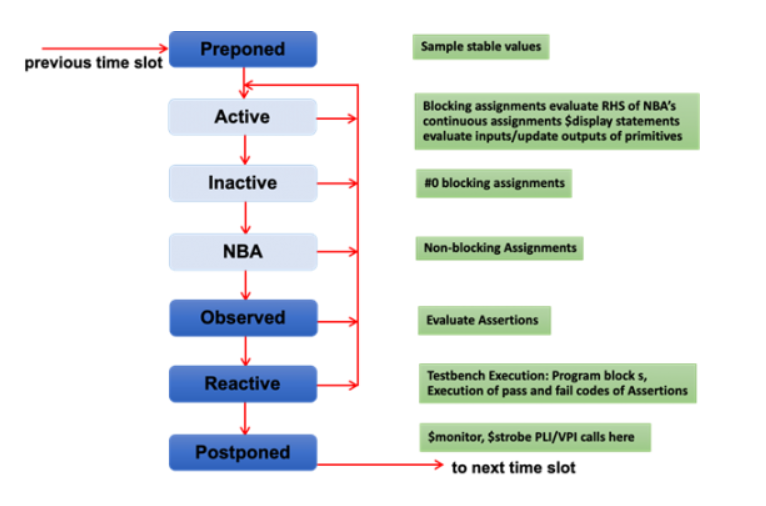 Preponed
Sample stable values
previous time slot
Active
Blocking assignments evaluate RHS of NBA's
continuous assignments $display statements
evaluate inputs/update outputs of primitives
Inactive
#0 blocking assignments
NBA
Non-blocking Assignments
Observed
Evaluate Assertions
Reactive
Testbench Execution: Program block s,
Execution of pass and fail codes of Assertions
Postponed
$monitor, $strobe PLI/VPI calls here
to next time slot